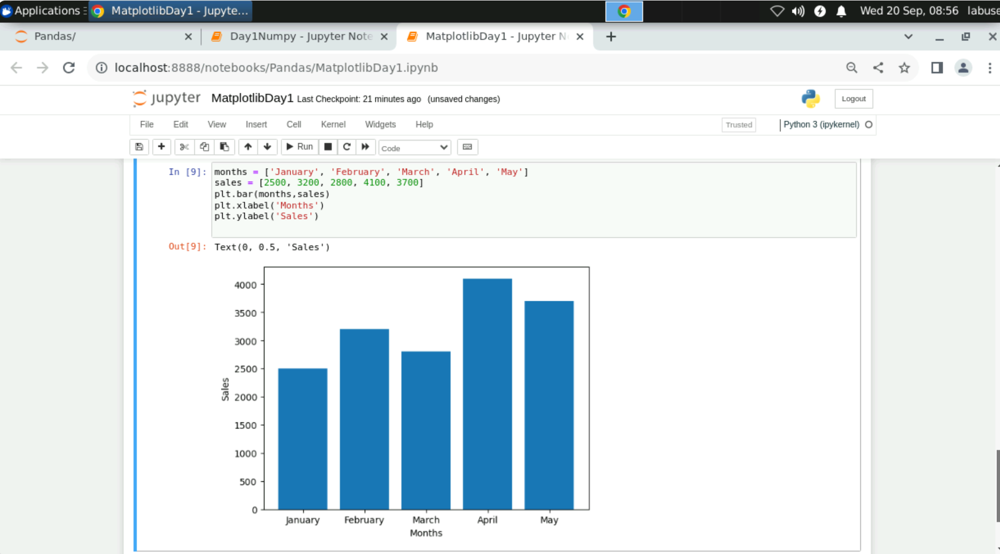 Applications MatplotlibDay1 - Jupyte... Wed 20 Sep, 08:56 labuse
Pandas/ Day1Numpy - Jupyter Note MatplotlibDay1 - Jupyter N
localhost:8888/notebooks/Pandas/MatplotlibDay1.ipynb
jupyter MatplotlibDay1 Last Checkpoint: 21 minutes ago (unsaved changes) Logout
File Edit View Insert Cell Kernel Widgets Help Trusted Python 3 (ipykernel)
Run Code
In [9]: months = ['January', 'February', 'March', 'April', 'May']
sales = [2500, 3200, 2800, 4100, 3700]
plt.bar(months,sales)
plt.xlabel('Months')
plt.ylabel('Sales')
Out[9]: Text(0, 0.5, 'Sales')
4000
3500
3000
2500
Sales
2000
1500
1000
500
0
January February March April May
Months